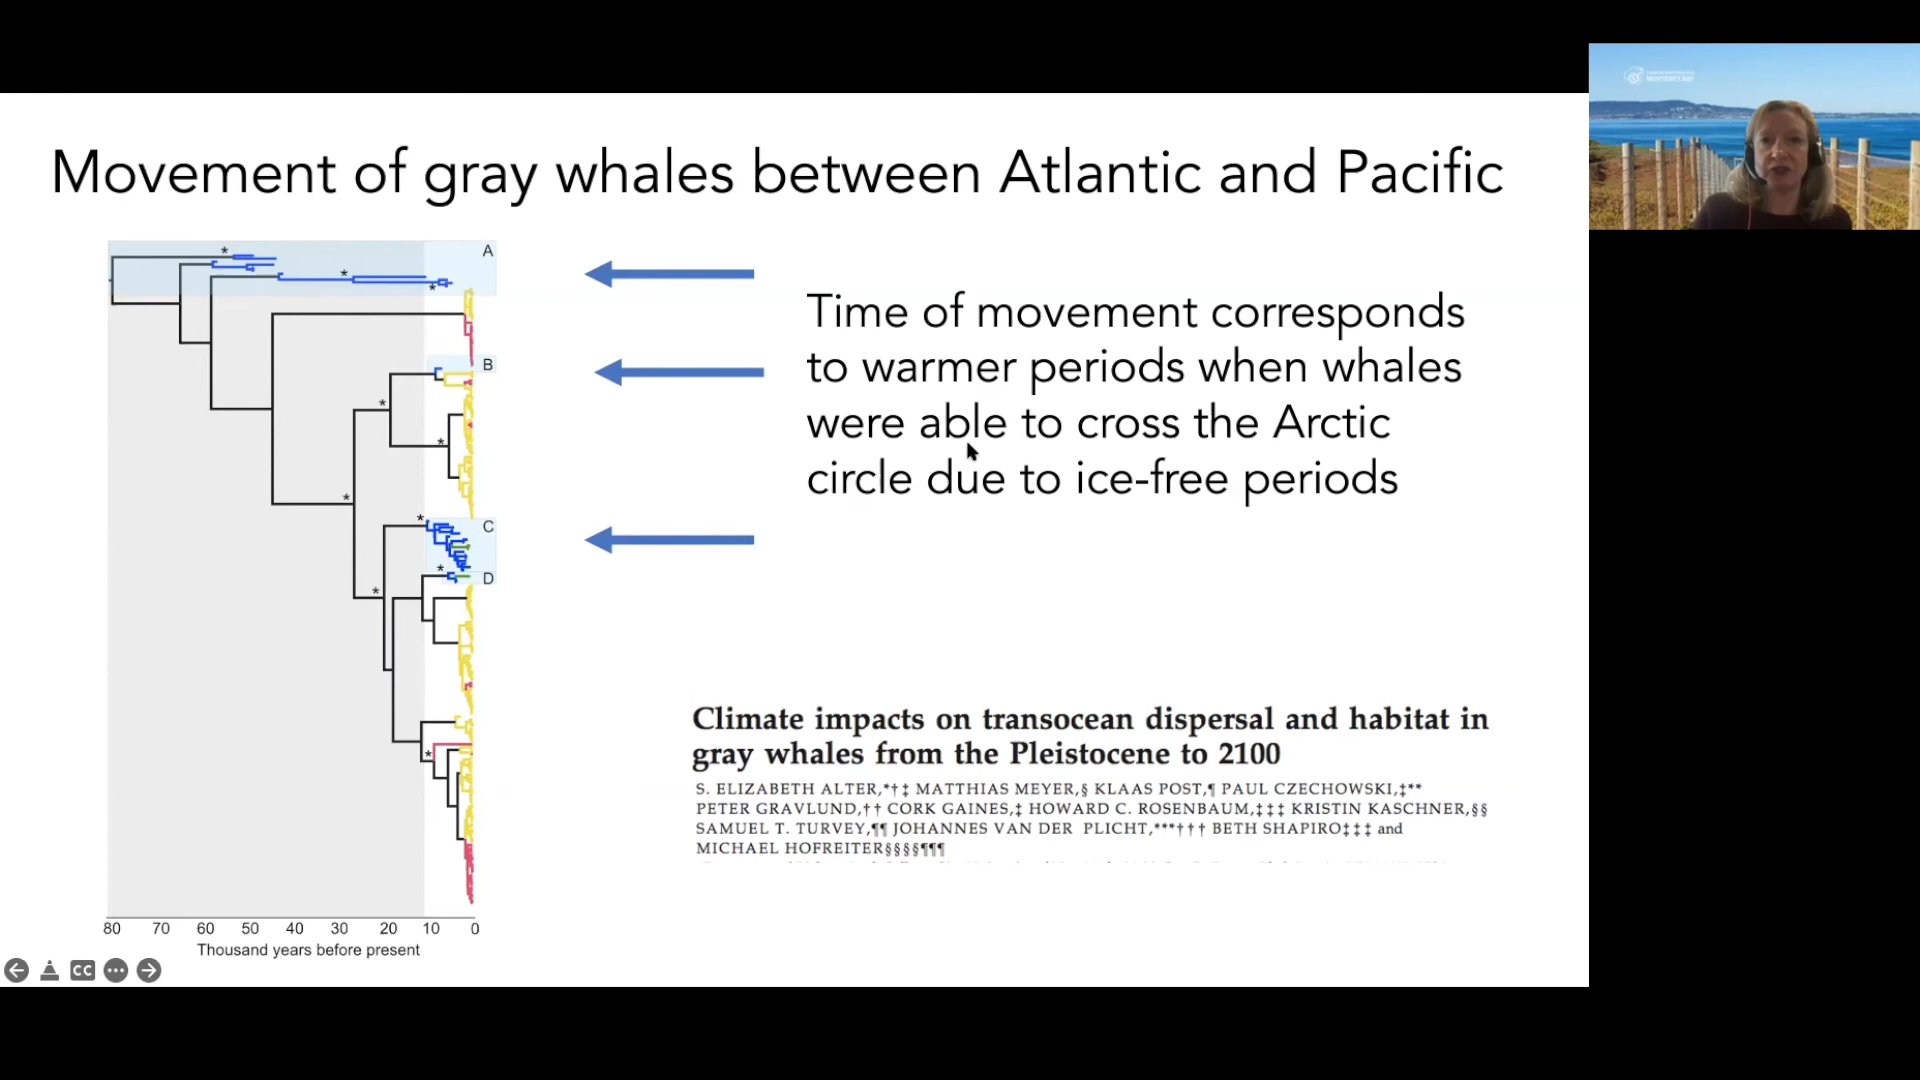 MONTEREY BAY
Movement of gray whales between Atlantic and Pacific
* A
*
*
B
*
*
*
* C
* D
*
*
Time of movement corresponds
to warmer periods when whales
were able to cross the Arctic
circle due to ice-free periods
Climate impacts on transocean dispersal and habitat in
gray whales from the Pleistocene to 2100
S. ELIZABETH ALTER,*†‡ MATTHIAS MEYER,§ KLAAS POST,¶ PAUL CZECHOWSKI,‡**
PETER GRAVLUND,†† CORK GAINES,‡ HOWARD C. ROSENBAUM,‡‡‡ KRISTIN KASCHNER,§§
SAMUEL T. TURVEY,¶¶ JOHANNES VAN DER PLICHT,***††† BETH SHAPIRO‡‡‡ and
MICHAEL HOFREITER§§§§¶¶¶
80 70 60 50 40 30 20 10 0
Thousand years before present
CC